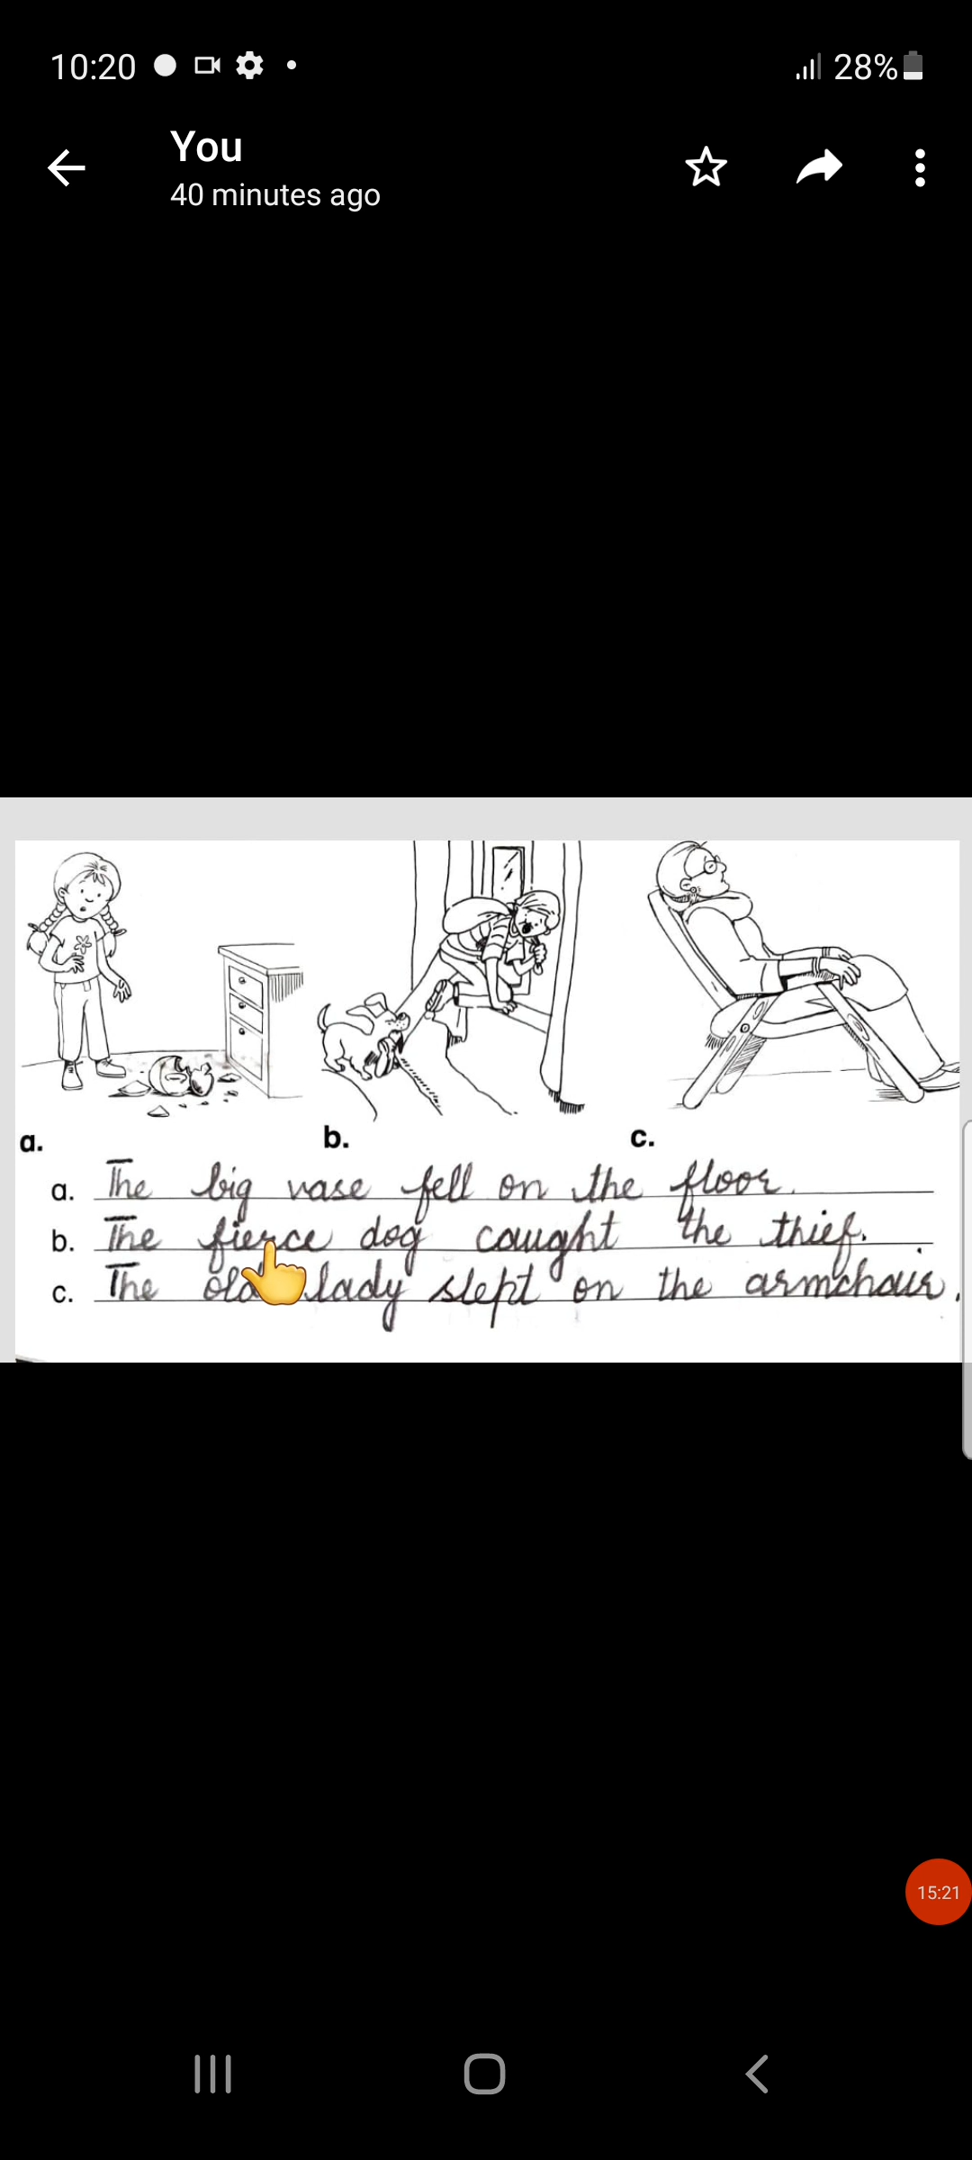 10:20
28%
You
40 minutes ago
a. b. c.
a. The big vase fell on the floor.
b. The fierce dog caught the thief.
c. The old lady slept on the armchair.
15:21